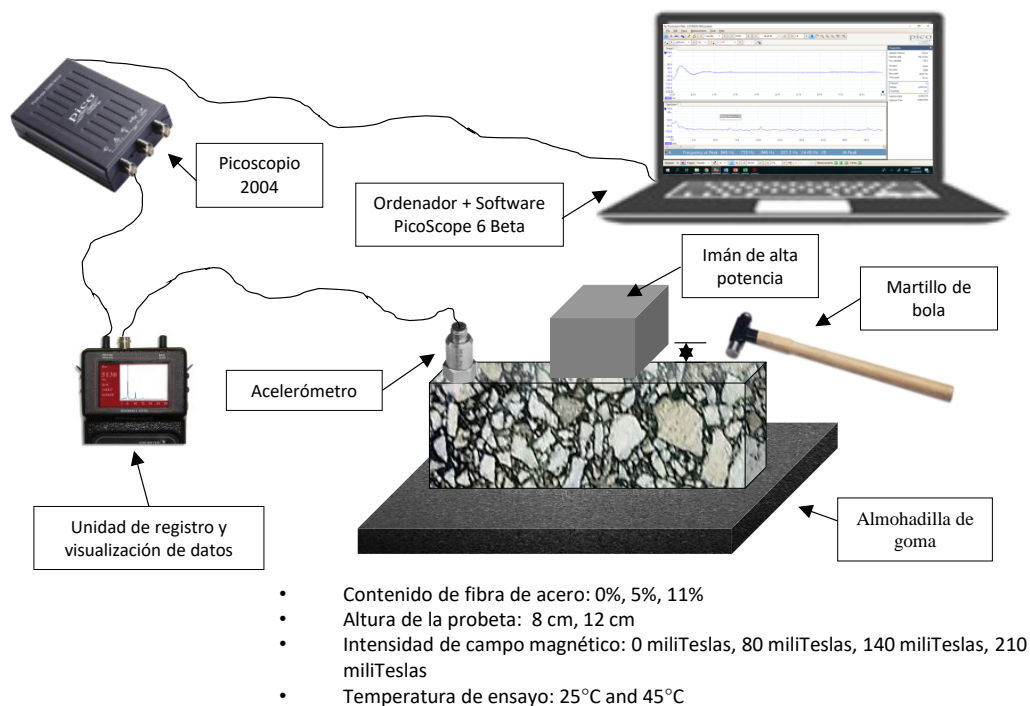 pico
pico
Picoscopio
2004
Ordenador + Software
PicoScope 6 Beta
Imán de alta
potencia
Martillo de
bola
Acelerómetro
5130
Unidad de registro y
visualización de datos
Almohadilla de
goma
• Contenido de fibra de acero: 0%, 5%, 11%
• Altura de la probeta: 8 cm, 12 cm
• Intensidad de campo magnético: 0 miliTeslas, 80 miliTeslas, 140 miliTeslas, 210
miliTeslas
• Temperatura de ensayo: 25°C and 45°C